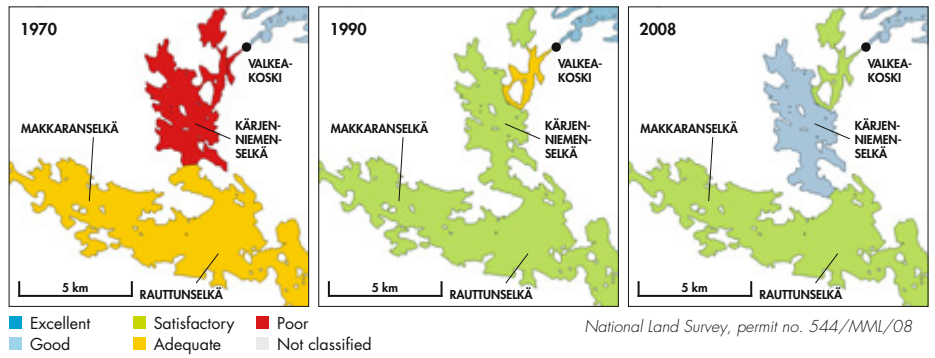 1970
VALKEA-
KOSKI
MAKKARANSELKÄ
KÄRJEN-
NIEMEN-
SELKÄ
5 km
RAUTTUNSELKÄ
1990
VALKEA-
KOSKI
MAKKARANSELKÄ
KÄRJEN-
NIEMEN-
SELKÄ
5 km
RAUTTUNSELKÄ
2008
VALKEA-
KOSKI
MAKKARANSELKÄ
KÄRJEN-
NIEMEN-
SELKÄ
5 km
RAUTTUNSELKÄ
Excellent
Good
Satisfactory
Adequate
Poor
Not classified
National Land Survey, permit no. 544/MML/08